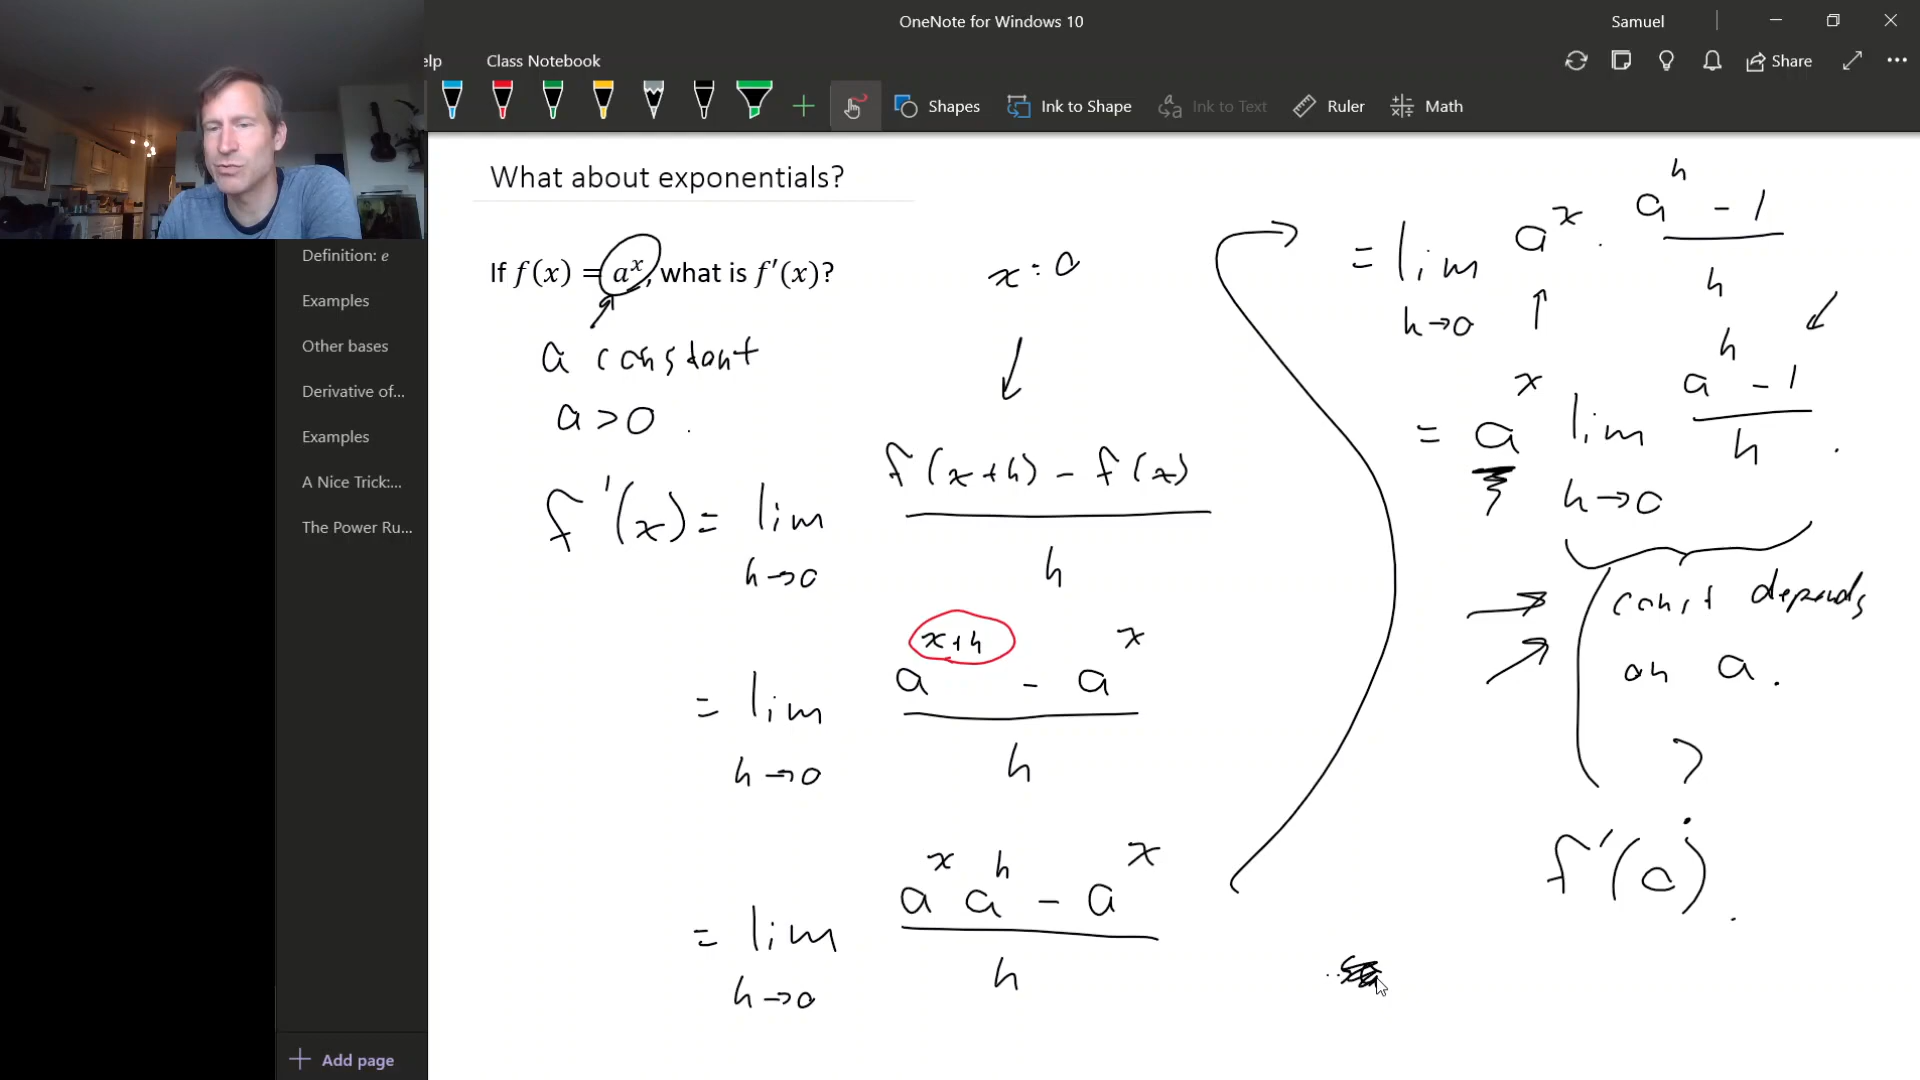 OneNote for Windows 10
Samuel
elp
Class Notebook
Share
Shapes
Ink to Shape
Ink to Text
Ruler
Math
Definition: e
Examples
Other bases
Derivative of...
Examples
A Nice Trick:...
The Power Ru...
Add page
What about exponentials?
If f(x) = a^x, what is f'(x)?
a constant
a > 0.
x = 0
f'(x) = lim h→0 (f(x+h) - f(x)) / h
= lim h→0 (a^(x+h) - a^x) / h
= lim h→0 (a^x a^h - a^x) / h
= lim h→0 a^x · (a^h - 1) / h
= a^x lim h→0 (a^h - 1) / h .
const depends
on a.
?
f'(0).